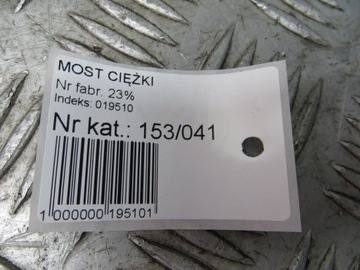 MOST CIĘŻKI
Nr fabr. 23%
Indeks: 019510
Nr kat.: 153/041
1 000000 195101